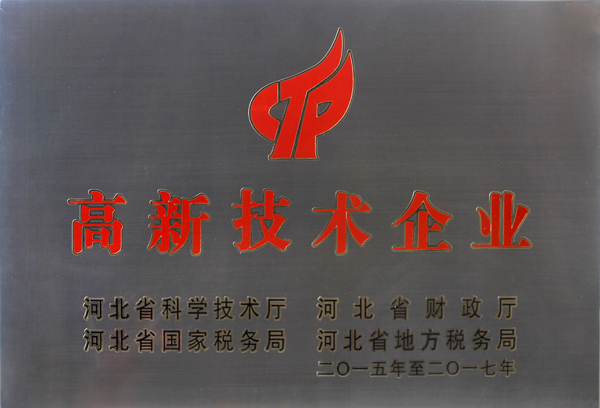 CTP
高新技术企业
河北省科学技术厅 河北省财政厅
河北省国家税务局 河北省地方税务局
二〇一五年至二〇一七年